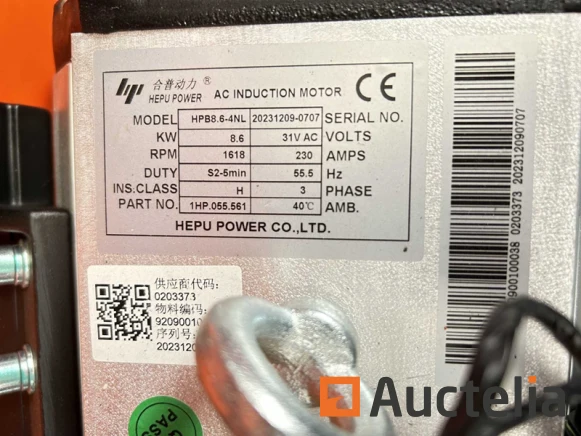 hp 合普动力 ®
HEPU POWER AC INDUCTION MOTOR CE
MODEL HPB8.6-4NL 20231209-0707 SERIAL NO.
KW 8.6 31V AC VOLTS
RPM 1618 230 AMPS
DUTY S2-5min 55.5 Hz
INS.CLASS H 3 PHASE
PART NO. 1HP.055.561 40℃ AMB.
HEPU POWER CO.,LTD.
供应商代码:
0203373
物料编码:
序列号:
0203373 202312090707
Auctelia